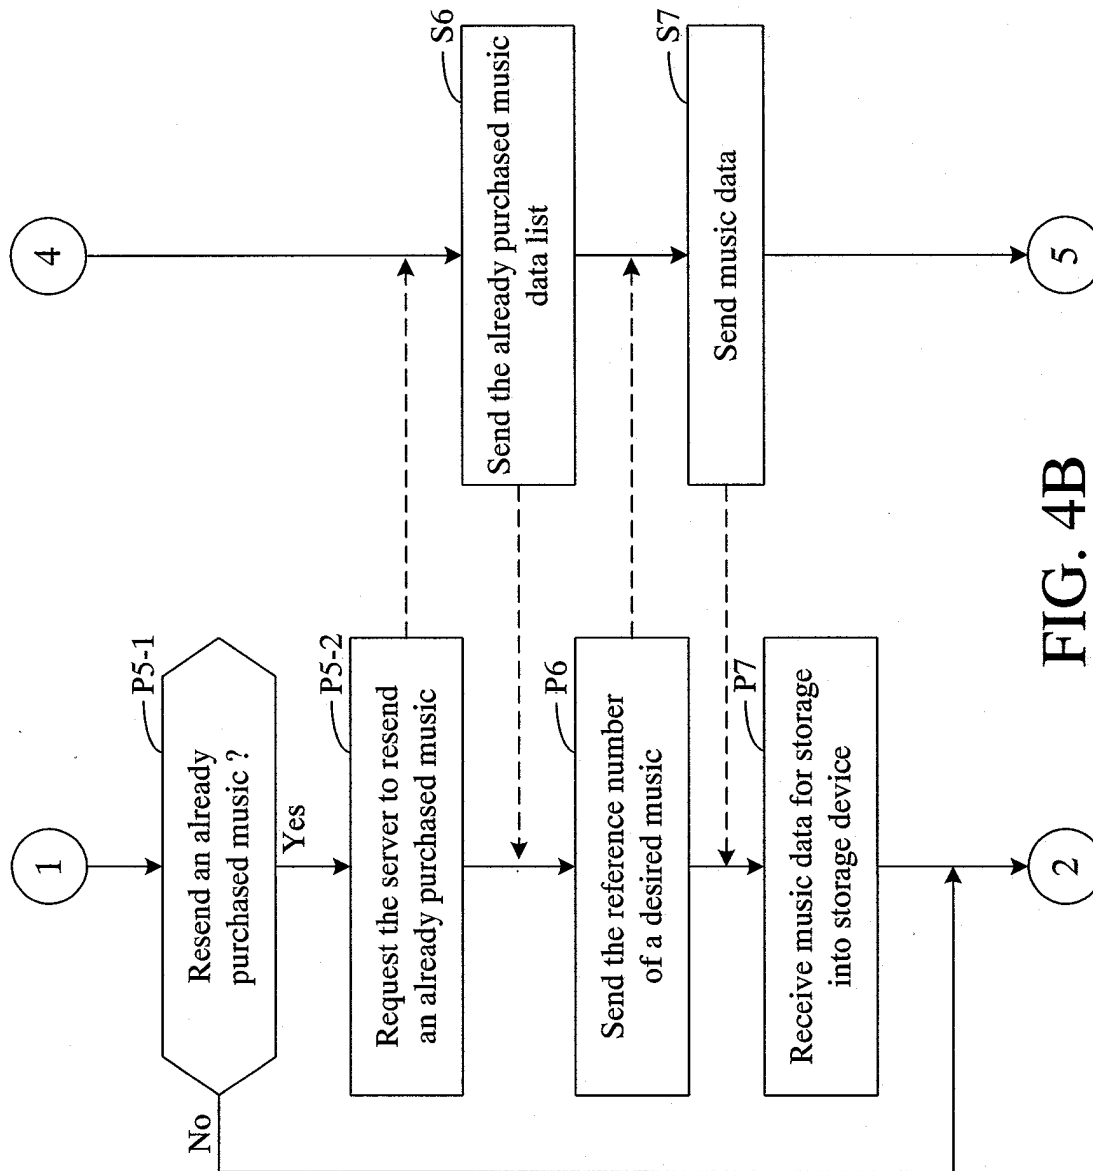 1
P5-1
Resend an already
purchased music ?
No
Yes
P5-2
Request the server to resend
an already purchased music
P6
Send the reference number
of a desired music
P7
Receive music data for storage
into storage device
2
4
S6
Send the already purchased music
data list
S7
Send music data
5
FIG. 4B